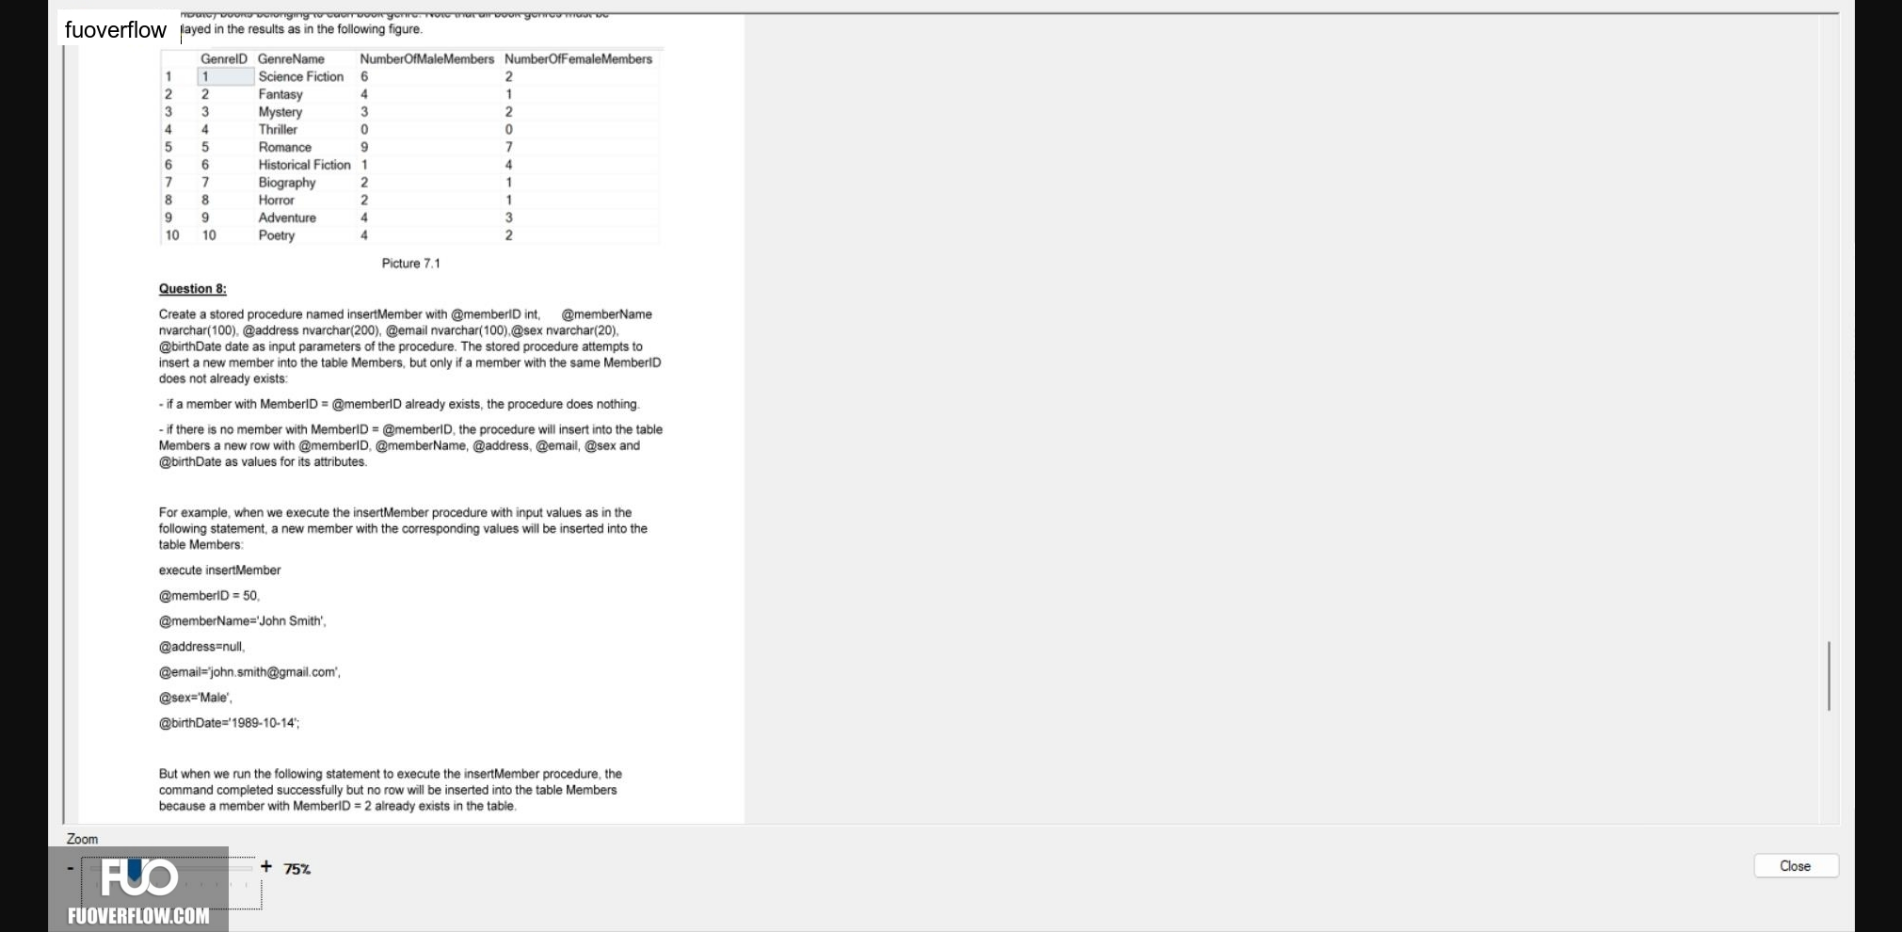 nDate) books belonging to each book genre. Note that all book genres must be
fuoverflow
layed in the results as in the following figure.
GenreID GenreName NumberOfMaleMembers NumberOfFemaleMembers
1 1 Science Fiction 6 2
2 2 Fantasy 4 1
3 3 Mystery 3 2
4 4 Thriller 0 0
5 5 Romance 9 7
6 6 Historical Fiction 1 4
7 7 Biography 2 1
8 8 Horror 2 1
9 9 Adventure 4 3
10 10 Poetry 4 2
Picture 7.1
Question 8:
Create a stored procedure named insertMember with @memberID int, @memberName
nvarchar(100), @address nvarchar(200), @email nvarchar(100),@sex nvarchar(20),
@birthDate date as input parameters of the procedure. The stored procedure attempts to
insert a new member into the table Members, but only if a member with the same MemberID
does not already exists:
- if a member with MemberID = @memberID already exists, the procedure does nothing.
- if there is no member with MemberID = @memberID, the procedure will insert into the table
Members a new row with @memberID, @memberName, @address, @email, @sex and
@birthDate as values for its attributes.
For example, when we execute the insertMember procedure with input values as in the
following statement, a new member with the corresponding values will be inserted into the
table Members:
execute insertMember
@memberID = 50,
@memberName='John Smith',
@address=null,
@email='john.smith@gmail.com',
@sex='Male',
@birthDate='1989-10-14';
But when we run the following statement to execute the insertMember procedure, the
command completed successfully but no row will be inserted into the table Members
because a member with MemberID = 2 already exists in the table.
Zoom
- + 75%
Close
FUO
FUOVERFLOW.COM